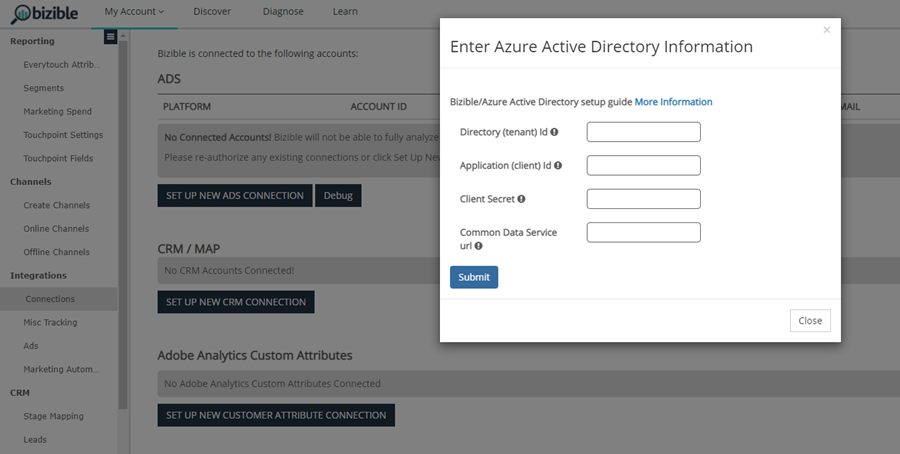 bizible
My Account
Discover
Diagnose
Learn
Reporting
Everytouch Attrib...
Segments
Marketing Spend
Touchpoint Settings
Touchpoint Fields
Channels
Create Channels
Online Channels
Offline Channels
Integrations
Connections
Misc Tracking
Ads
Marketing Autom...
CRM
Stage Mapping
Leads
Bizible is connected to the following accounts:
ADS
PLATFORM ACCOUNT ID MAIL
No Connected Accounts! Bizible will not be able to fully analyze
Please re-authorize any existing connections or click Set Up New
SET UP NEW ADS CONNECTION Debug
CRM / MAP
No CRM Accounts Connected!
SET UP NEW CRM CONNECTION
Adobe Analytics Custom Attributes
No Adobe Analytics Custom Attributes Connected
SET UP NEW CUSTOMER ATTRIBUTE CONNECTION
×
Enter Azure Active Directory Information
Bizible/Azure Active Directory setup guide More Information
Directory (tenant) Id
Application (client) Id
Client Secret
Common Data Service
url
Submit
Close